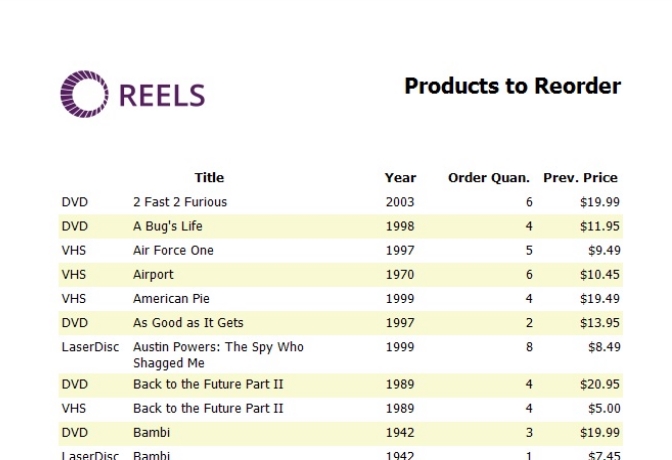 REELS
Products to Reorder
Title Year Order Quan. Prev. Price
DVD 2 Fast 2 Furious 2003 6 $19.99
DVD A Bug's Life 1998 4 $11.95
VHS Air Force One 1997 5 $9.49
VHS Airport 1970 6 $10.45
VHS American Pie 1999 4 $19.49
DVD As Good as It Gets 1997 2 $13.95
LaserDisc Austin Powers: The Spy Who 1999 8 $8.49
Shagged Me
DVD Back to the Future Part II 1989 4 $20.95
VHS Back to the Future Part II 1989 4 $5.00
DVD Bambi 1942 3 $19.99
LaserDisc Bambi 1942 1 $7.45